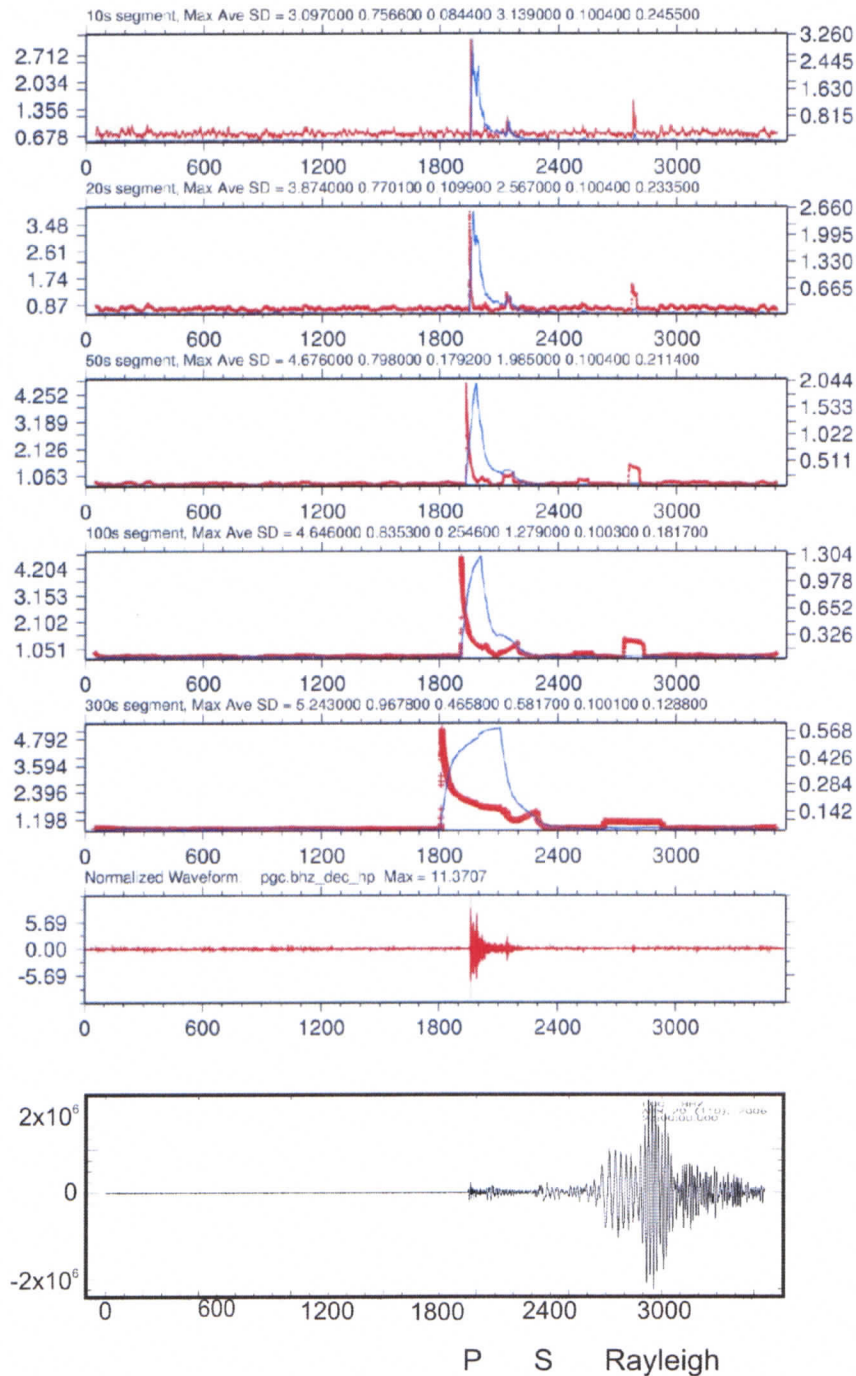 10s segment, Max Ave SD = 3.097000 0.756600 0.084400 3.139000 0.100400 0.245500
2.712
2.034
1.356
0.678
3.260
2.445
1.630
0.815
0 600 1200 1800 2400 3000
20s segment, Max Ave SD = 3.874000 0.770100 0.109900 2.567000 0.100400 0.233500
3.48
2.61
1.74
0.87
2.660
1.995
1.330
0.665
0 600 1200 1800 2400 3000
50s segment, Max Ave SD = 4.676000 0.798000 0.179200 1.985000 0.100400 0.211400
4.252
3.189
2.126
1.063
2.044
1.533
1.022
0.511
0 600 1200 1800 2400 3000
100s segment, Max Ave SD = 4.646000 0.835300 0 254600 1.279000 0.100300 0.181700
4.204
3.153
2.102
1.051
1.304
0.978
0.652
0.326
0 600 1200 1800 2400 3000
300s segment, Max Ave SD = 5.243000 0.967800 0.465800 0.581700 0.100100 0.128800
4.792
3.594
2.396
1.198
0.568
0.426
0.284
0.142
0 600 1200 1800 2400 3000
Normalized Waveform: pgc.bhz_dec_hp Max = 11.3707
5.69
0.00
-5.69
0 600 1200 1800 2400 3000
2x10⁶
0
-2x10⁶
0 600 1200 1800 2400 3000
P S Rayleigh